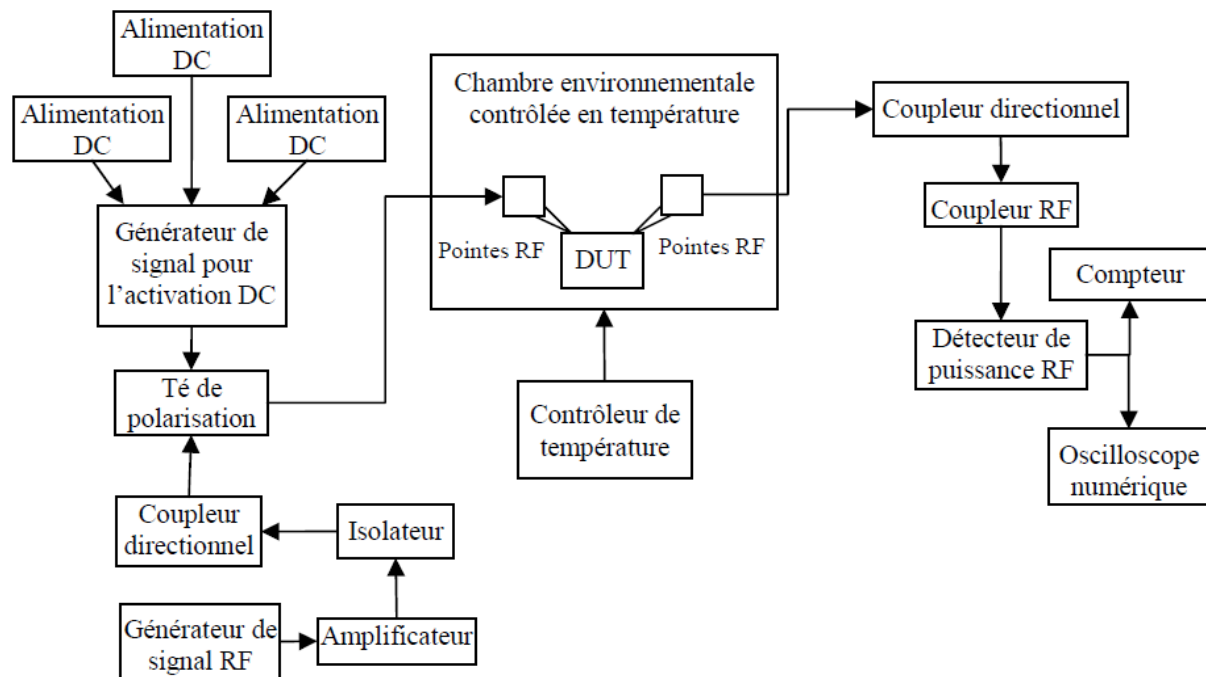 Alimentation
DC
Alimentation
DC
Alimentation
DC
Générateur de
signal pour
l'activation DC
Té de
polarisation
Coupleur
directionnel
Isolateur
Générateur de
signal RF
Amplificateur
Chambre environnementale
contrôlée en température
Pointes RF
DUT
Pointes RF
Contrôleur de
température
Coupleur directionnel
Coupleur RF
Détecteur de
puissance RF
Compteur
Oscilloscope
numérique